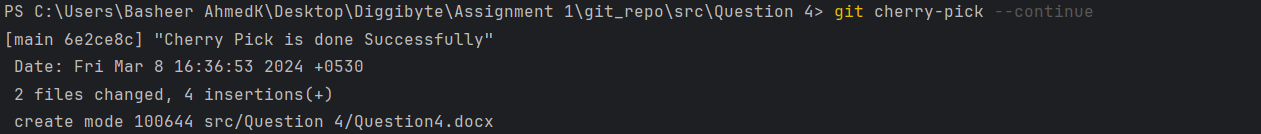 PS C:\Users\Basheer AhmedK\Desktop\Diggibyte\Assignment 1\git_repo\src\Question 4> git cherry-pick --continue
[main 6e2ce8c] "Cherry Pick is done Successfully"
Date: Fri Mar 8 16:36:53 2024 +0530
2 files changed, 4 insertions(+)
create mode 100644 src/Question 4/Question4.docx